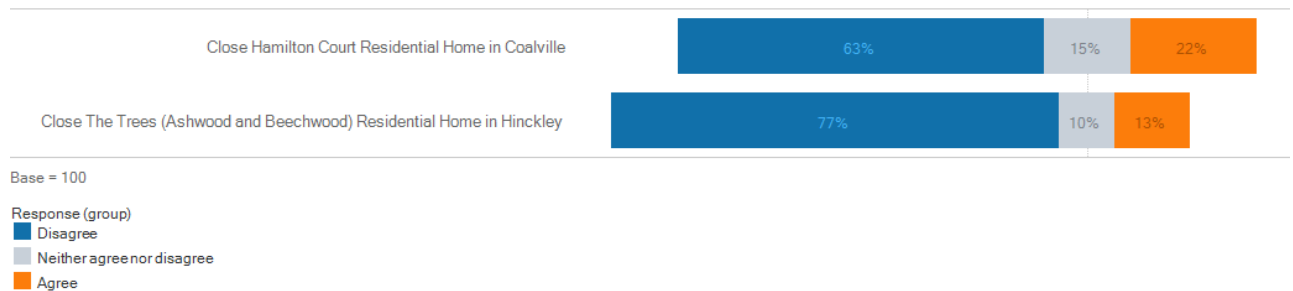 Close Hamilton Court Residential Home in Coalville 63% 15% 22%
Close The Trees (Ashwood and Beechwood) Residential Home in Hinckley 77% 10% 13%
Base = 100
Response (group)
Disagree
Neither agree nor disagree
Agree